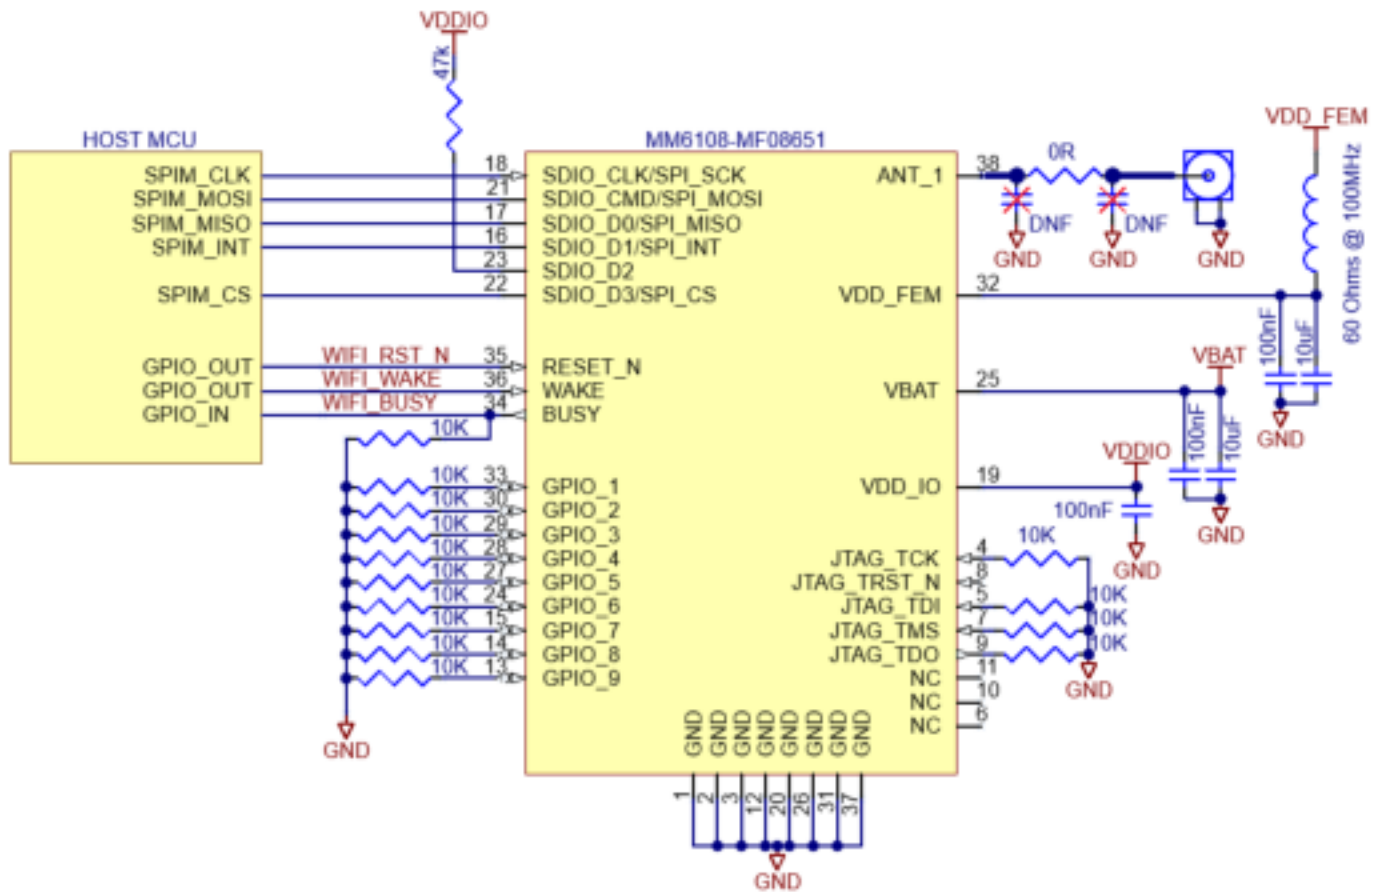 VDDIO
47k
HOST MCU
SPIM_CLK
SPIM_MOSI
SPIM_MISO
SPIM_INT
SPIM_CS
GPIO_OUT
GPIO_OUT
GPIO_IN
WIFI_RST_N
WIFI_WAKE
WIFI_BUSY
MM6108-MF08651
18 SDIO_CLK/SPI_SCK
21 SDIO_CMD/SPI_MOSI
17 SDIO_D0/SPI_MISO
16 SDIO_D1/SPI_INT
23 SDIO_D2
22 SDIO_D3/SPI_CS
35 RESET_N
36 WAKE
34 BUSY
10K
10K 33 GPIO_1
10K 30 GPIO_2
10K 29 GPIO_3
10K 28 GPIO_4
10K 27 GPIO_5
10K 24 GPIO_6
10K 15 GPIO_7
10K 14 GPIO_8
10K 13 GPIO_9
GND
ANT_1 38
0R
DNF
DNF
GND
GND
GND
VDD_FEM
60 Ohms @ 100MHz
VDD_FEM 32
100nF
10uF
GND
VBAT
VBAT 25
100nF
10uF
GND
VDDIO
VDD_IO 19
100nF
GND
JTAG_TCK 4 10K
JTAG_TRST_N 8
JTAG_TDI 5 10K
JTAG_TMS 7 10K
JTAG_TDO 9 10K
GND
NC 11
NC 10
NC 6
GND GND GND GND GND GND GND GND
1 2 3 12 20 26 31 37
GND